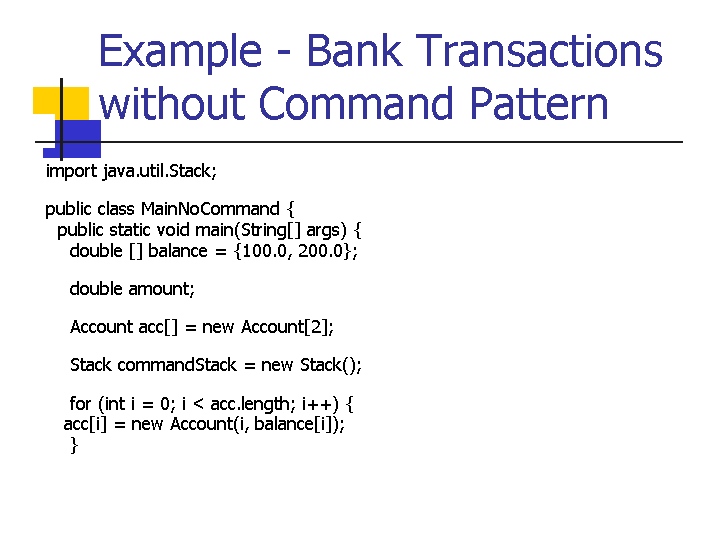 Example - Bank Transactions
without Command Pattern
import java.util.Stack;
public class MainNoCommand {
public static void main(String[] args) {
double [] balance = {100.0, 200.0};
double amount;
Account acc[] = new Account[2];
Stack commandStack = new Stack();
for (int i = 0; i < acc.length; i++) {
acc[i] = new Account(i, balance[i]);
}